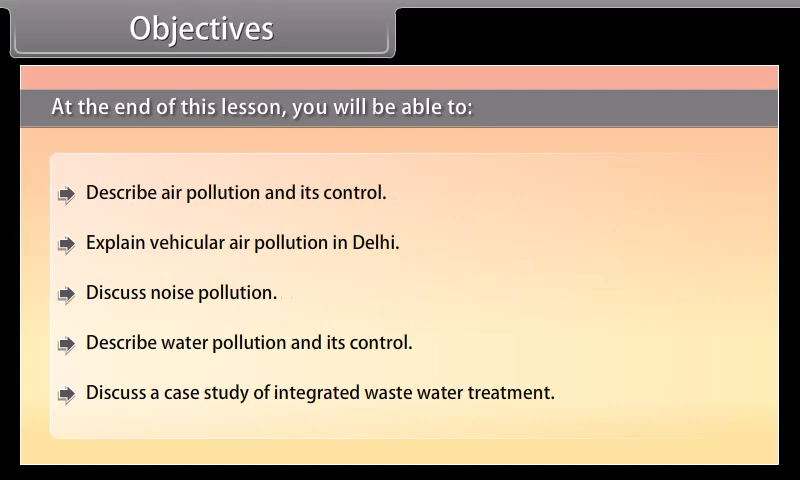 Objectives
At the end of this lesson, you will be able to:
Describe air pollution and its control.
Explain vehicular air pollution in Delhi.
Discuss noise pollution.
Describe water pollution and its control.
Discuss a case study of integrated waste water treatment.